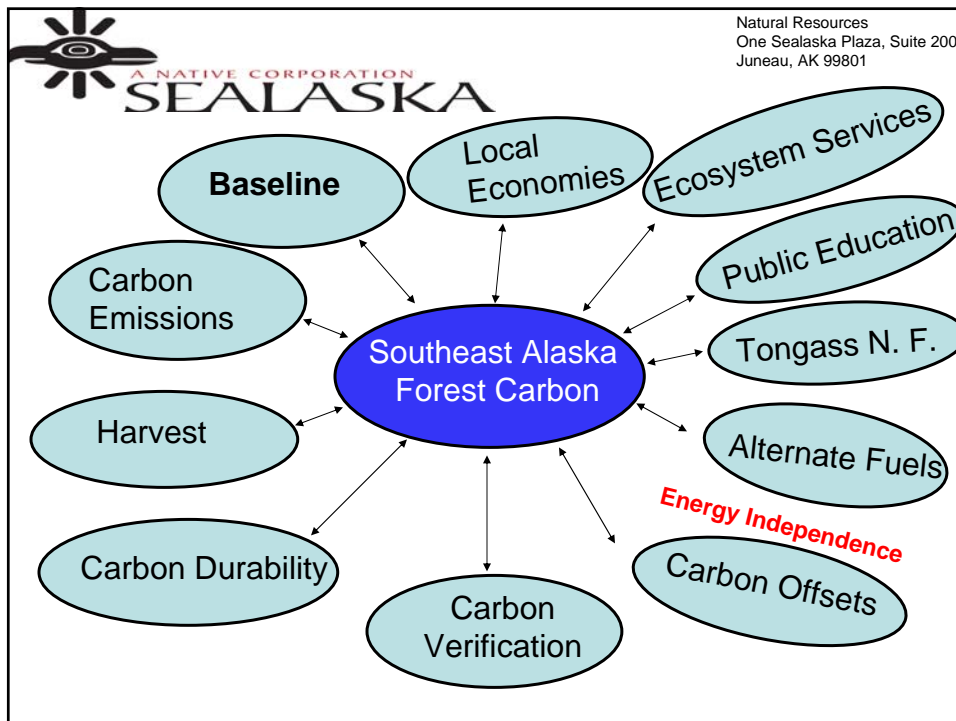 Natural Resources
One Sealaska Plaza, Suite 200
Juneau, AK 99801
A NATIVE CORPORATION
SEALASKA
Baseline
Local
Economies
Ecosystem Services
Public Education
Carbon
Emissions
Southeast Alaska
Forest Carbon
Tongass N. F.
Harvest
Alternate Fuels
Energy Independence
Carbon Durability
Carbon Offsets
Carbon
Verification